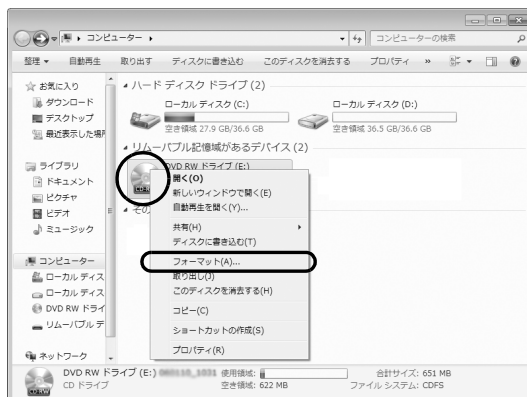 コンピューター
コンピューターの検索
整理 自動再生 取り出す ディスクに書き込む このディスクを消去する プロパティ »
お気に入り
ダウンロード
デスクトップ
最近表示した場所
ライブラリ
ドキュメント
ピクチャ
ビデオ
ミュージック
コンピューター
ローカル ディス
ローカル ディス
DVD RW ドライ
リムーバブル デ
ネットワーク
ハード ディスク ドライブ (2)
ローカル ディスク (C:)
空き領域 27.9 GB/36.6 GB
ローカル ディスク (D:)
空き領域 36.5 GB/36.6 GB
リムーバブル記憶域があるデバイス (2)
DVD RW ドライブ (E:)
CD-RW
その
開く(O)
新しいウィンドウで開く(E)
自動再生を開く(Y)...
共有(H)
ディスクに書き込む(T)
フォーマット(A)...
取り出し(J)
このディスクを消去する(H)
コピー(C)
ショートカットの作成(S)
プロパティ(R)
DVD RW ドライブ (E:) 使用領域: 合計サイズ: 651 MB
CD ドライブ 空き領域: 622 MB ファイル システム: CDFS